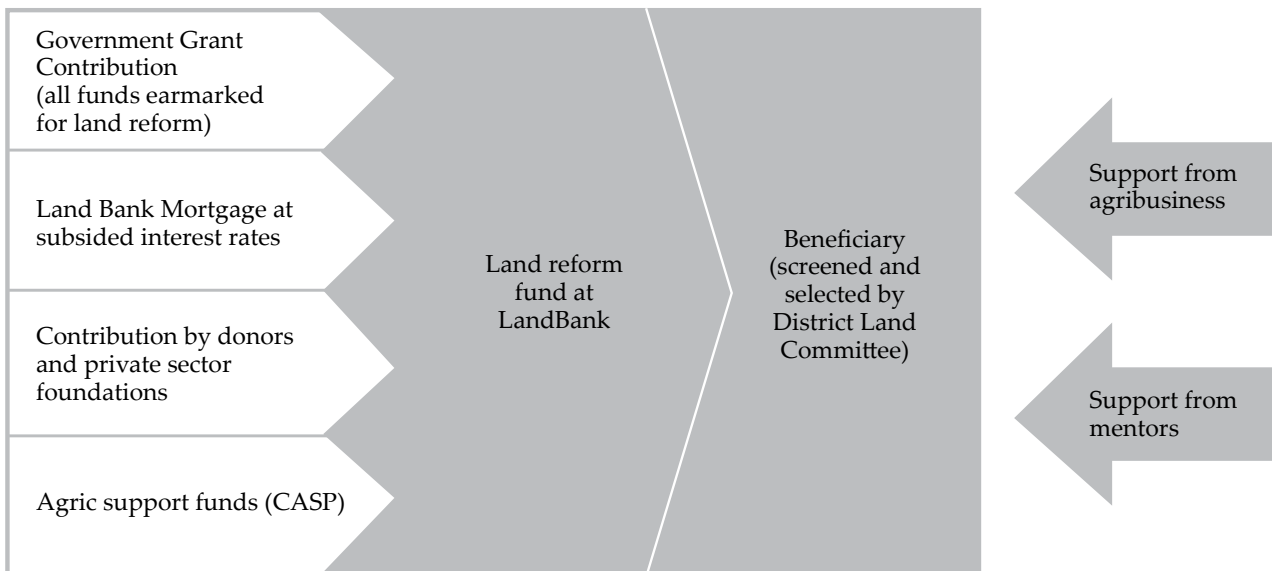 Government Grant
Contribution
(all funds earmarked
for land reform)
Land Bank Mortgage at
subsided interest rates
Contribution by donors
and private sector
foundations
Agric support funds (CASP)
Land reform
fund at
LandBank
Beneficiary
(screened and
selected by
District Land
Committee)
Support from
agribusiness
Support from
mentors